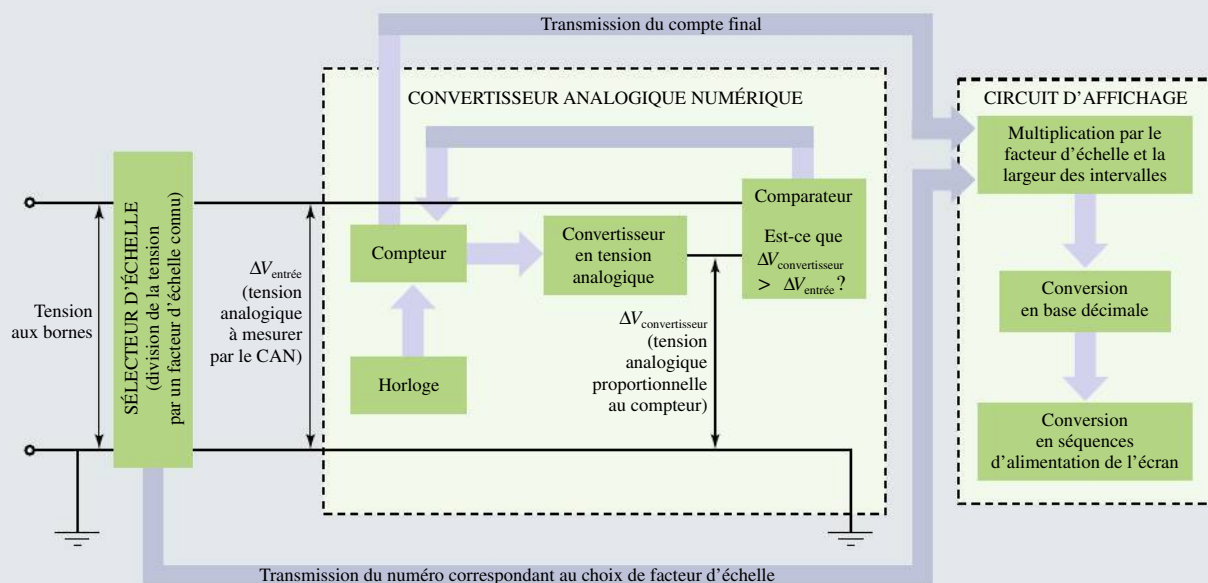 Transmission du compte final
CONVERTISSEUR ANALOGIQUE NUMÉRIQUE
CIRCUIT D'AFFICHAGE
Tension
aux bornes
SÉLECTEUR D'ÉCHELLE
(division de la tension
par un facteur d'échelle connu)
ΔVentrée
(tension
analogique
à mesurer
par le CAN)
Compteur
Horloge
Convertisseur
en tension
analogique
ΔVconvertisseur
(tension
analogique
proportionnelle
au compteur)
Comparateur
Est-ce que
ΔVconvertisseur
> ΔVentrée ?
Multiplication par le
facteur d'échelle et la
largeur des intervalles
Conversion
en base décimale
Conversion
en séquences
d'alimentation de l'écran
Transmission du numéro correspondant au choix de facteur d'échelle